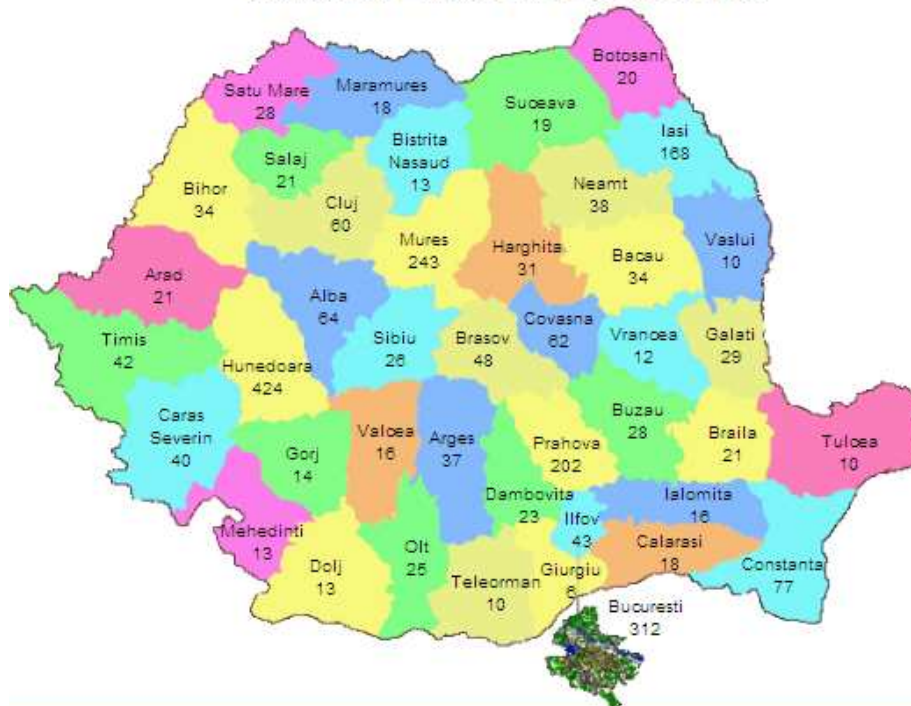 Botosani
20
Satu Mare
28
Maramures
18
Suceava
19
Iasi
168
Bistrita
Nasaud
13
Salaj
21
Bihor
34
Cluj
60
Neamt
38
Mures
243
Harghita
31
Bacau
34
Vaslui
10
Arad
21
Alba
64
Timis
42
Hunedoara
424
Sibiu
26
Brasov
48
Covasna
62
Vrancea
12
Galati
29
Caras
Severin
40
Gorj
14
Valcea
16
Arges
37
Prahova
202
Buzau
28
Braila
21
Tulcea
10
Dambovita
23
Ilfov
43
Ialomita
16
Mehedinti
13
Dolj
13
Olt
25
Teleorman
10
Giurgiu
6
Calarasi
18
Constanta
77
Bucuresti
312